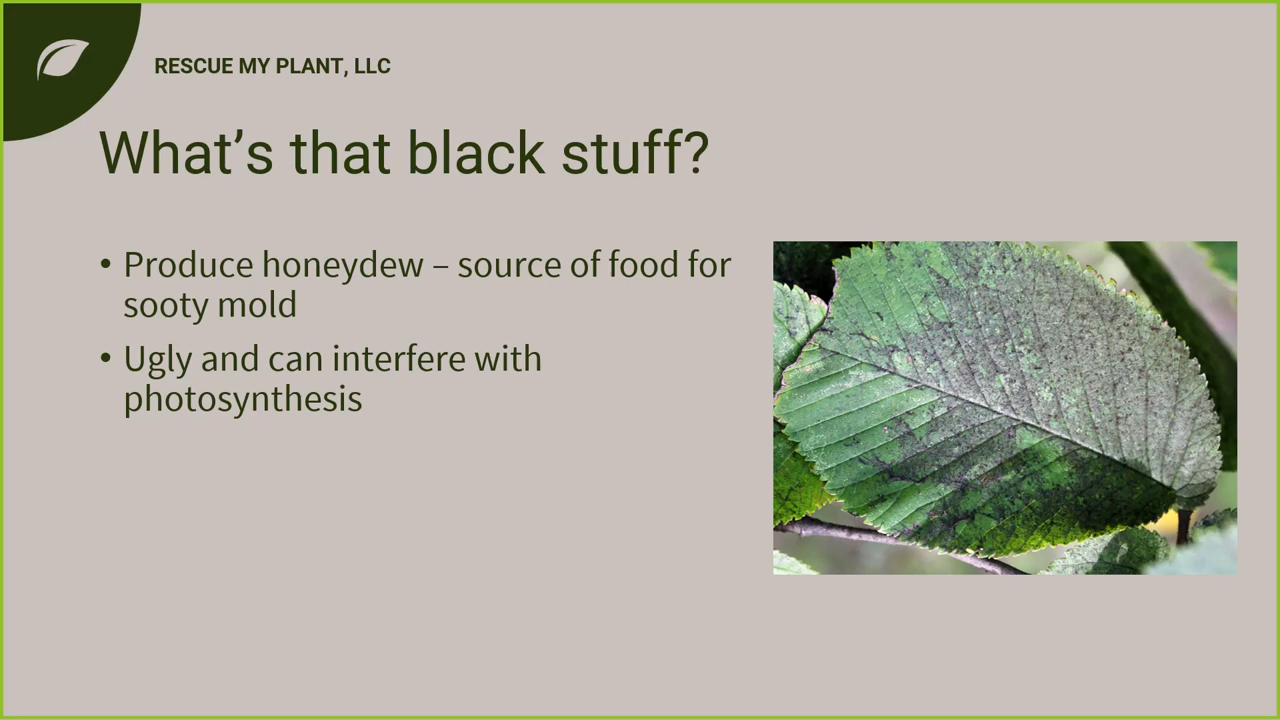 RESCUE MY PLANT, LLC
What’s that black stuff?
• Produce honeydew – source of food for
sooty mold
• Ugly and can interfere with
photosynthesis